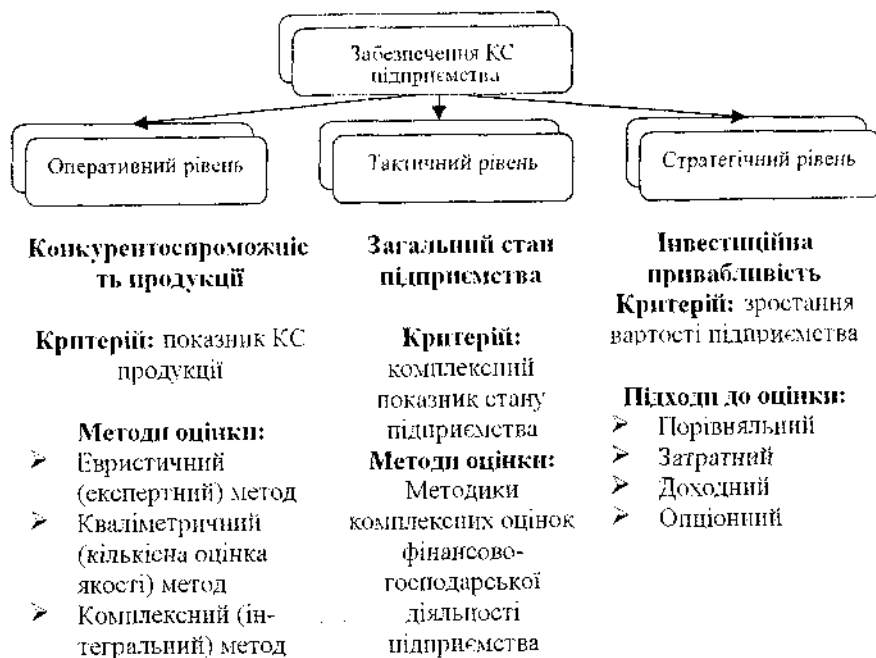 Забезпечення КС
підприємства
Оперативний рівень
Тактичний рівень
Стратегічний рівень
Конкурентоспроможніс
ть продукції
Критерій: показник КС
продукції
Методи оцінки:
➢ Евристичний
(експертний) метод
➢ Кваліметричний
(кількісна оцінка
якості) метод
➢ Комплексний (ін-
тегральний) метод
Загальний стан
підприємства
Критерій:
комплексний
показник стану
підприємства
Методи оцінки:
Методики
комплексних оцінок
фінансово-
господарської
діяльності
підприємства
Інвестиційна
привабливість
Критерій: зростання
вартості підприємства
Підходи до оцінки:
➢ Порівняльний
➢ Затратний
➢ Доходний
➢ Опціонний